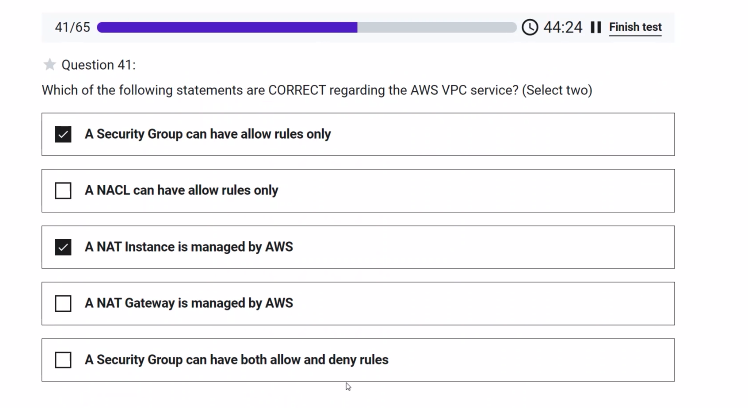 41/65 44:24 Finish test
Question 41:
Which of the following statements are CORRECT regarding the AWS VPC service? (Select two)
A Security Group can have allow rules only
A NACL can have allow rules only
A NAT Instance is managed by AWS
A NAT Gateway is managed by AWS
A Security Group can have both allow and deny rules